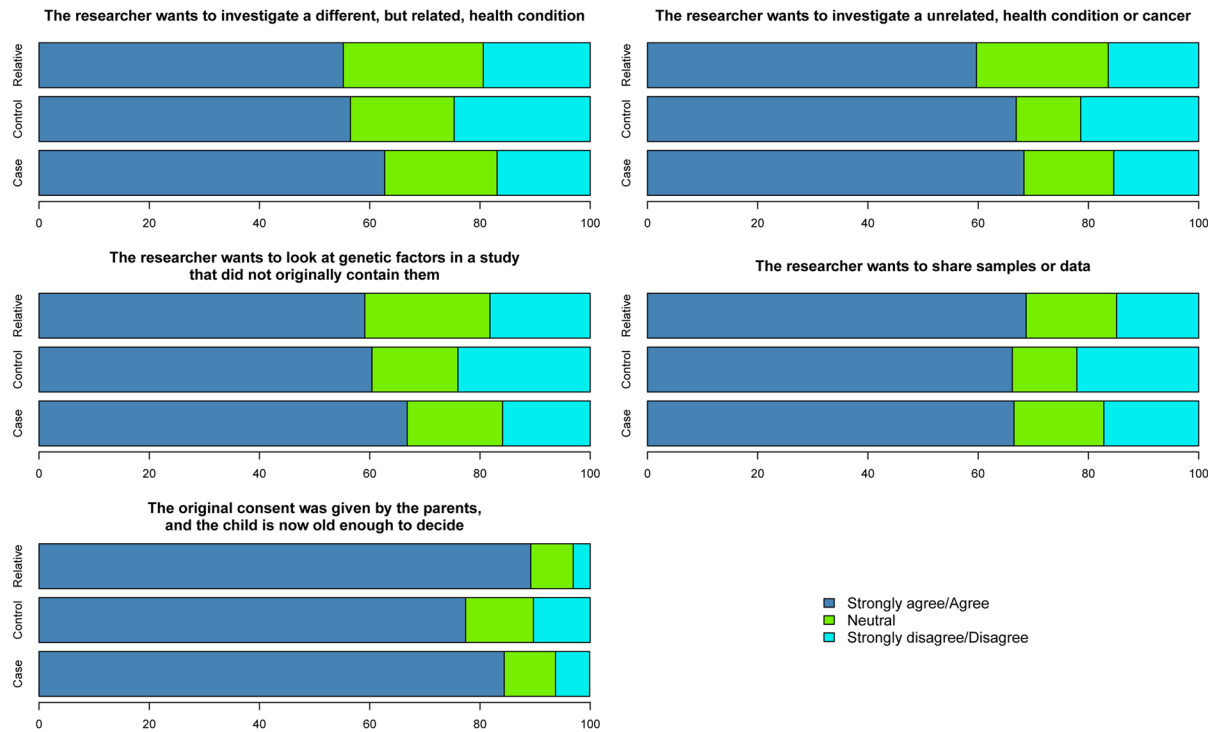 The researcher wants to investigate a different, but related, health condition
Relative
Control
Case
0 20 40 60 80 100
The researcher wants to investigate a unrelated, health condition or cancer
Relative
Control
Case
0 20 40 60 80 100
The researcher wants to look at genetic factors in a study
that did not originally contain them
Relative
Control
Case
0 20 40 60 80 100
The researcher wants to share samples or data
Relative
Control
Case
0 20 40 60 80 100
The original consent was given by the parents,
and the child is now old enough to decide
Relative
Control
Case
0 20 40 60 80 100
Strongly agree/Agree
Neutral
Strongly disagree/Disagree